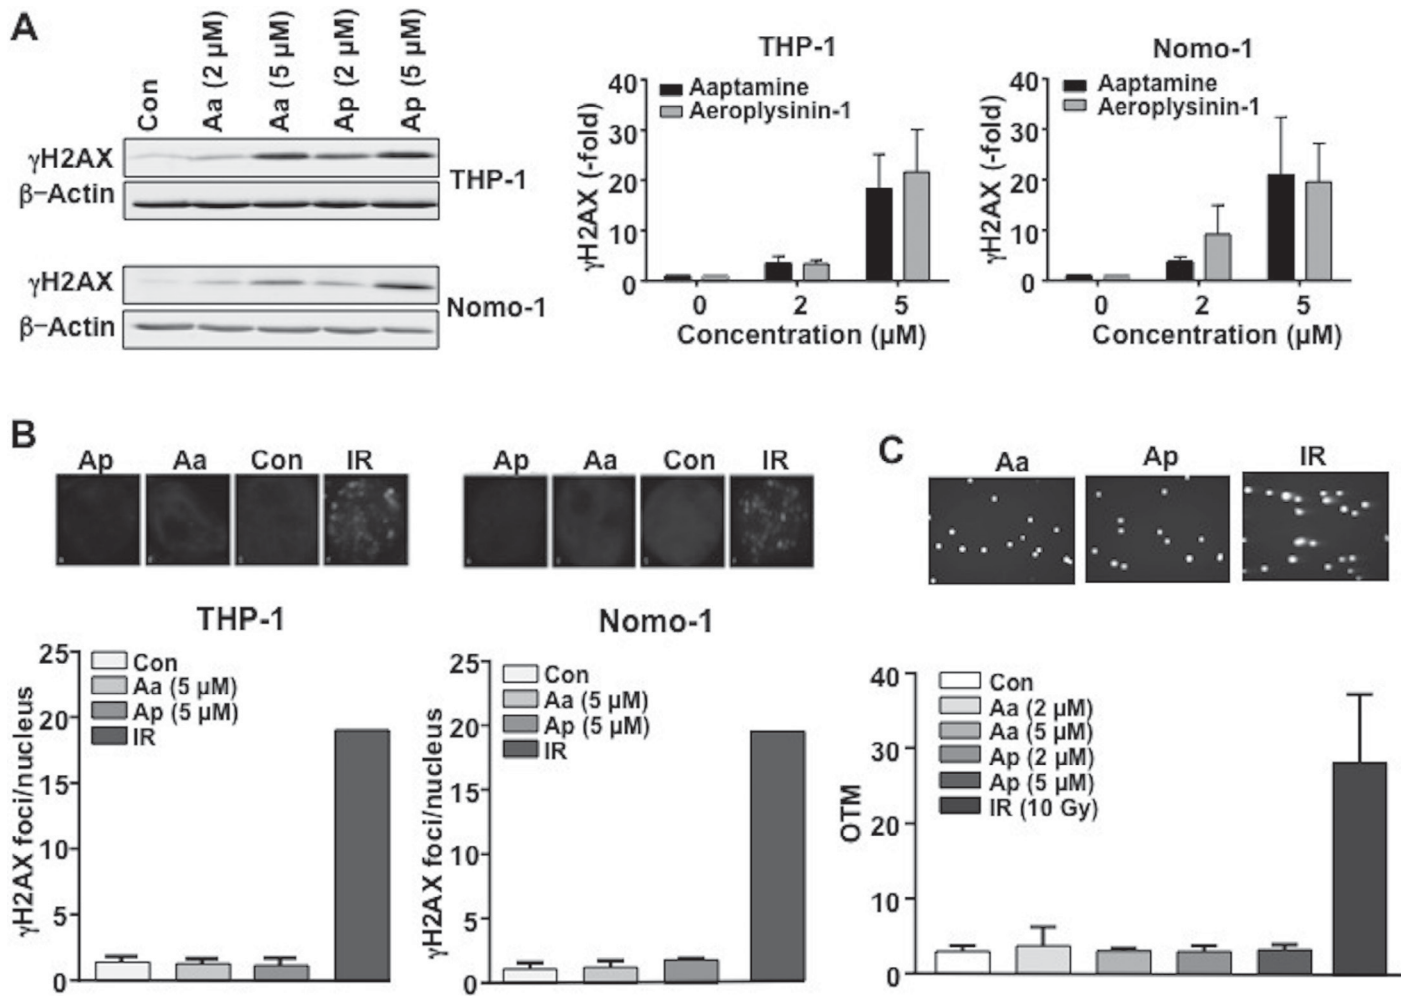 A
Con
Aa (2 µM)
Aa (5 µM)
Ap (2 µM)
Ap (5 µM)
γH2AX
β–Actin
THP-1
γH2AX
β–Actin
Nomo-1
THP-1
Aaptamine
Aeroplysinin-1
γH2AX (-fold)
40
30
20
10
0
0 2 5
Concentration (µM)
Nomo-1
Aaptamine
Aeroplysinin-1
γH2AX (-fold)
40
30
20
10
0
0 2 5
Concentration (µM)
B
Ap Aa Con IR
Ap Aa Con IR
THP-1
Con
Aa (5 µM)
Ap (5 µM)
IR
γH2AX foci/nucleus
25
20
15
10
5
0
Nomo-1
Con
Aa (5 µM)
Ap (5 µM)
IR
γH2AX foci/nucleus
25
20
15
10
5
0
C
Aa Ap IR
Con
Aa (2 µM)
Aa (5 µM)
Ap (2 µM)
Ap (5 µM)
IR (10 Gy)
OTM
40
30
20
10
0